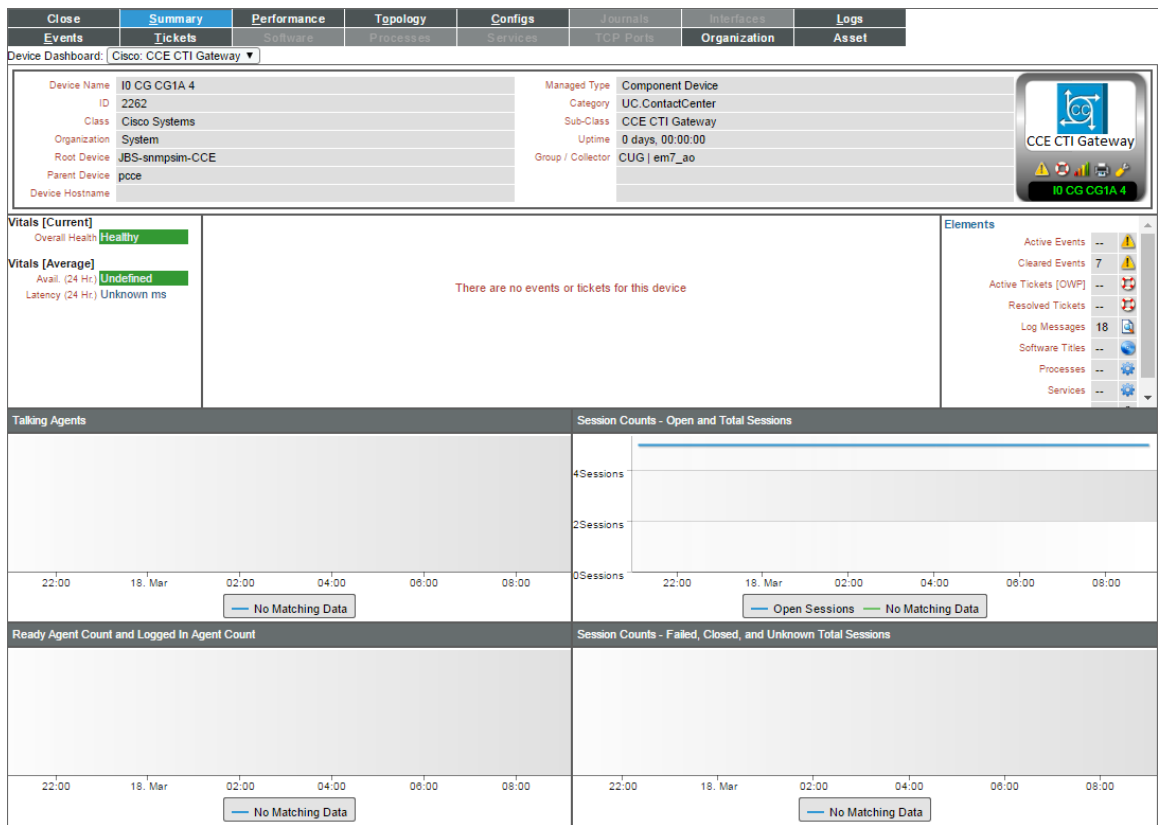 Close Summary Performance Topology Configs Journals Interfaces Logs
Events Tickets Software Processes Services TCP Ports Organization Asset
Device Dashboard: Cisco: CCE CTI Gateway ▼
Device Name I0 CG CG1A 4 Managed Type Component Device
ID 2262 Category UC.ContactCenter
Class Cisco Systems Sub-Class CCE CTI Gateway
Organization System Uptime 0 days, 00:00:00
Root Device JBS-snmpsim-CCE Group / Collector CUG | em7_ao
Parent Device pcce
Device Hostname
CC
CCE CTI Gateway
I0 CG CG1A 4
Vitals [Current]
Overall Health Healthy
Vitals [Average]
Avail. (24 Hr.) Undefined
Latency (24 Hr.) Unknown ms
There are no events or tickets for this device
Elements
Active Events --
Cleared Events 7
Active Tickets [OWP] --
Resolved Tickets --
Log Messages 18
Software Titles --
Processes --
Services --
Talking Agents
22:00 18. Mar 02:00 04:00 06:00 08:00
No Matching Data
Session Counts - Open and Total Sessions
4Sessions
2Sessions
0Sessions
22:00 18. Mar 02:00 04:00 06:00 08:00
Open Sessions No Matching Data
Ready Agent Count and Logged In Agent Count
22:00 18. Mar 02:00 04:00 06:00 08:00
No Matching Data
Session Counts - Failed, Closed, and Unknown Total Sessions
22:00 18. Mar 02:00 04:00 06:00 08:00
No Matching Data